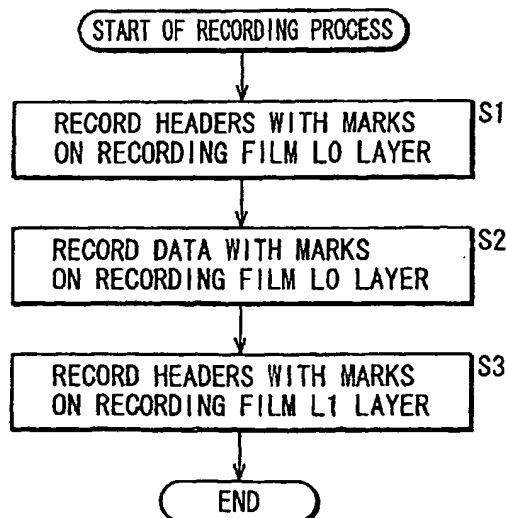 START OF RECORDING PROCESS
S1
RECORD HEADERS WITH MARKS
ON RECORDING FILM L0 LAYER
S2
RECORD DATA WITH MARKS
ON RECORDING FILM L0 LAYER
S3
RECORD HEADERS WITH MARKS
ON RECORDING FILM L1 LAYER
END